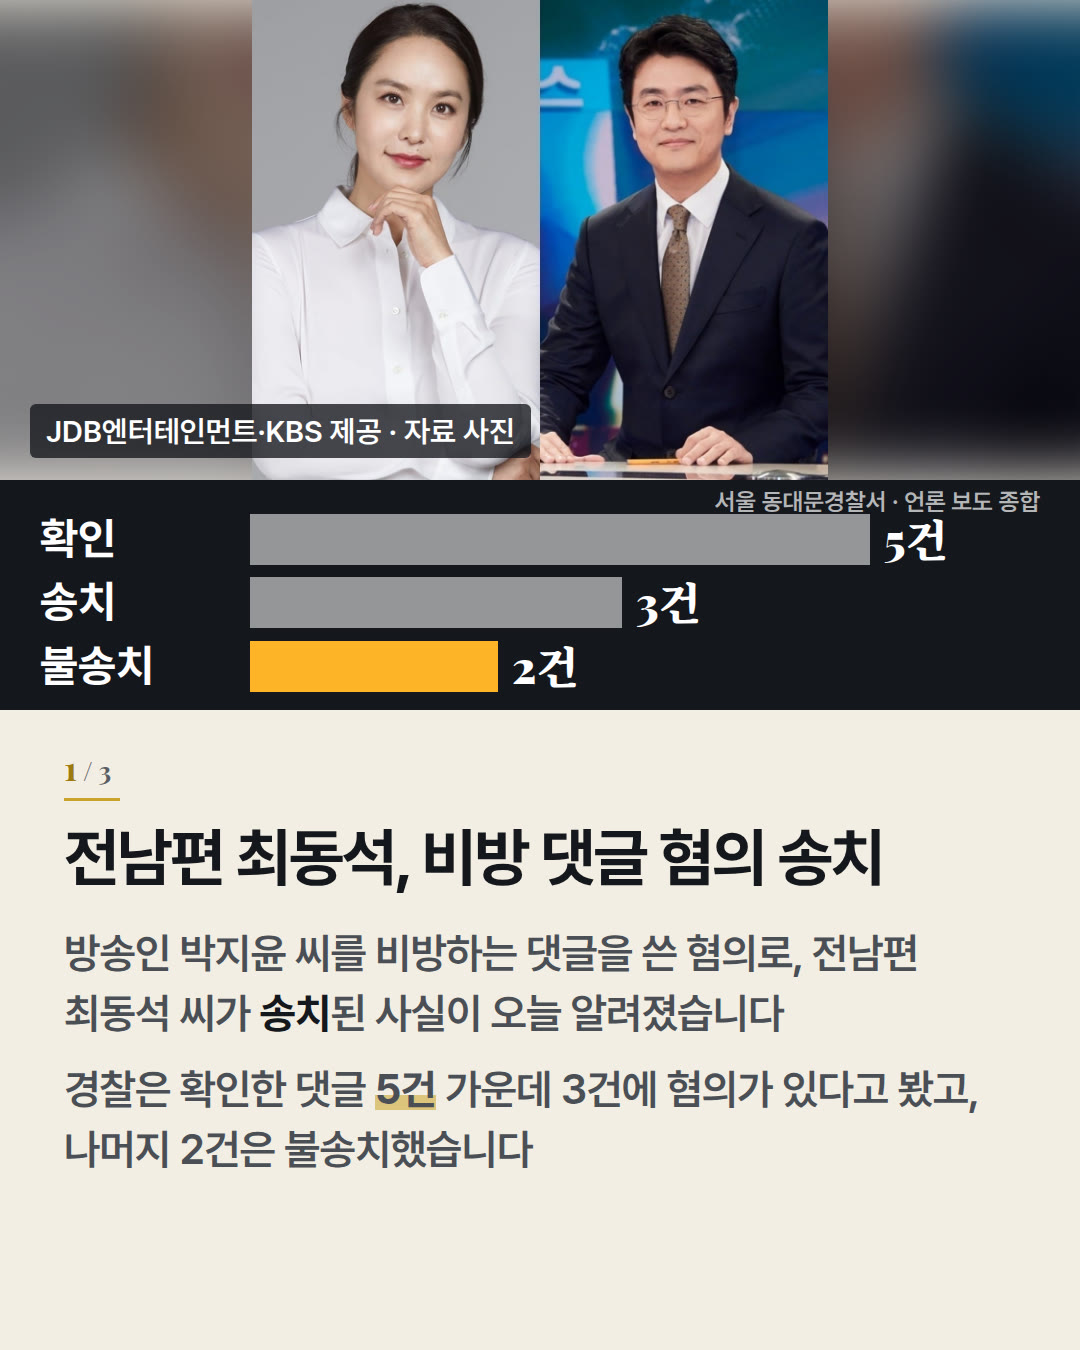 스
JDB엔터테인먼트·KBS 제공 · 자료 사진
서울 동대문경찰서 · 언론 보도 종합
확인 5건
송치 3건
불송치 2건
1 / 3
전남편 최동석, 비방 댓글 혐의 송치
방송인 박지윤 씨를 비방하는 댓글을 쓴 혐의로, 전남편
최동석 씨가 송치된 사실이 오늘 알려졌습니다
경찰은 확인한 댓글 5건 가운데 3건에 혐의가 있다고 봤고,
나머지 2건은 불송치했습니다